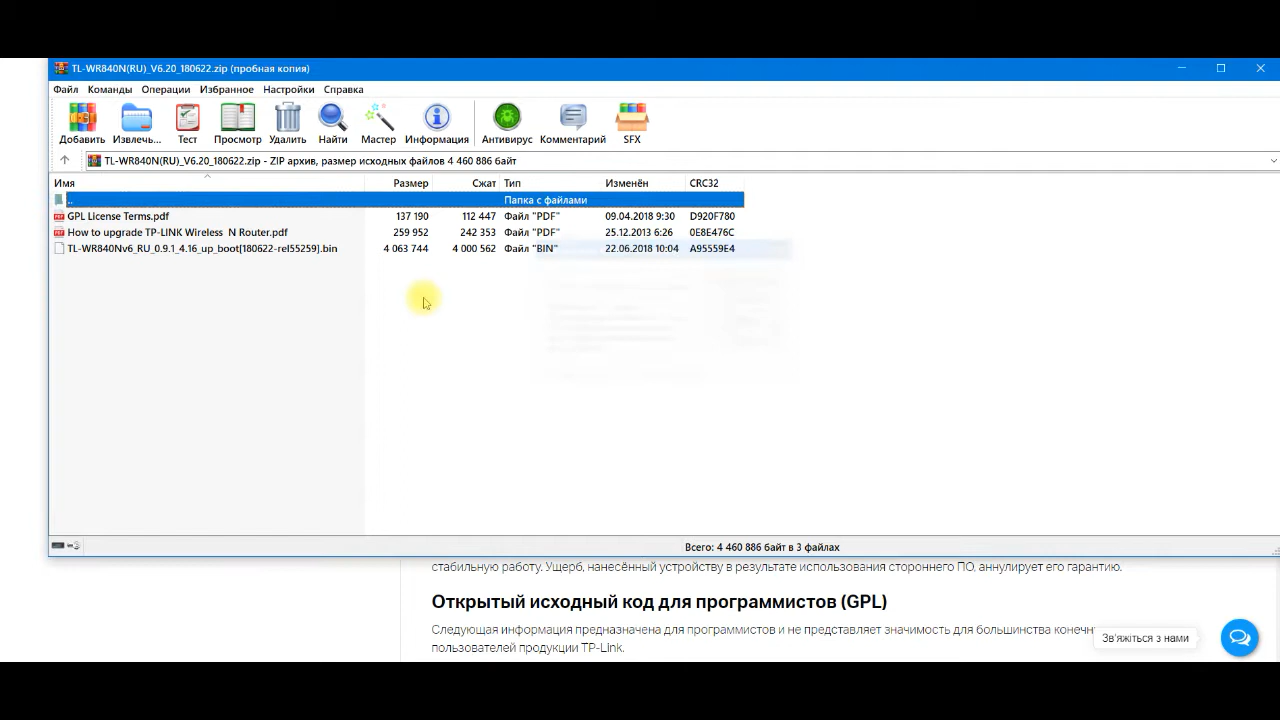 TL-WR840N(RU)_V6.20_180622.zip (пробная копия)
Файл Команды Операции Избранное Настройки Справка
Добавить Извлечь... Тест Просмотр Удалить Найти Мастер Информация Антивирус Комментарий SFX
TL-WR840N(RU)_V6.20_180622.zip - ZIP архив, размер исходных файлов 4 460 886 байт
Имя Размер Сжат Тип Изменён CRC32
.. Папка с файлами
GPL License Terms.pdf 137 190 112 447 Файл "PDF" 09.04.2018 9:30 D920F780
How to upgrade TP-LINK Wireless N Router.pdf 259 952 242 353 Файл "PDF" 25.12.2013 6:26 0E8E476C
TL-WR840Nv6_RU_0.9.1_4.16_up_boot[180622-rel55259].bin 4 063 744 4 000 562 Файл "BIN" 22.06.2018 10:04 A95559E4
Всего: 4 460 886 байт в 3 файлах
стабильную работу. Ущерб, нанесённый устройству в результате использования стороннего ПО, аннулирует его гарантию.
Открытый исходный код для программистов (GPL)
Следующая информация предназначена для программистов и не представляет значимость для большинства конечн
пользователей продукции TP-Link.
Зв'яжіться з нами